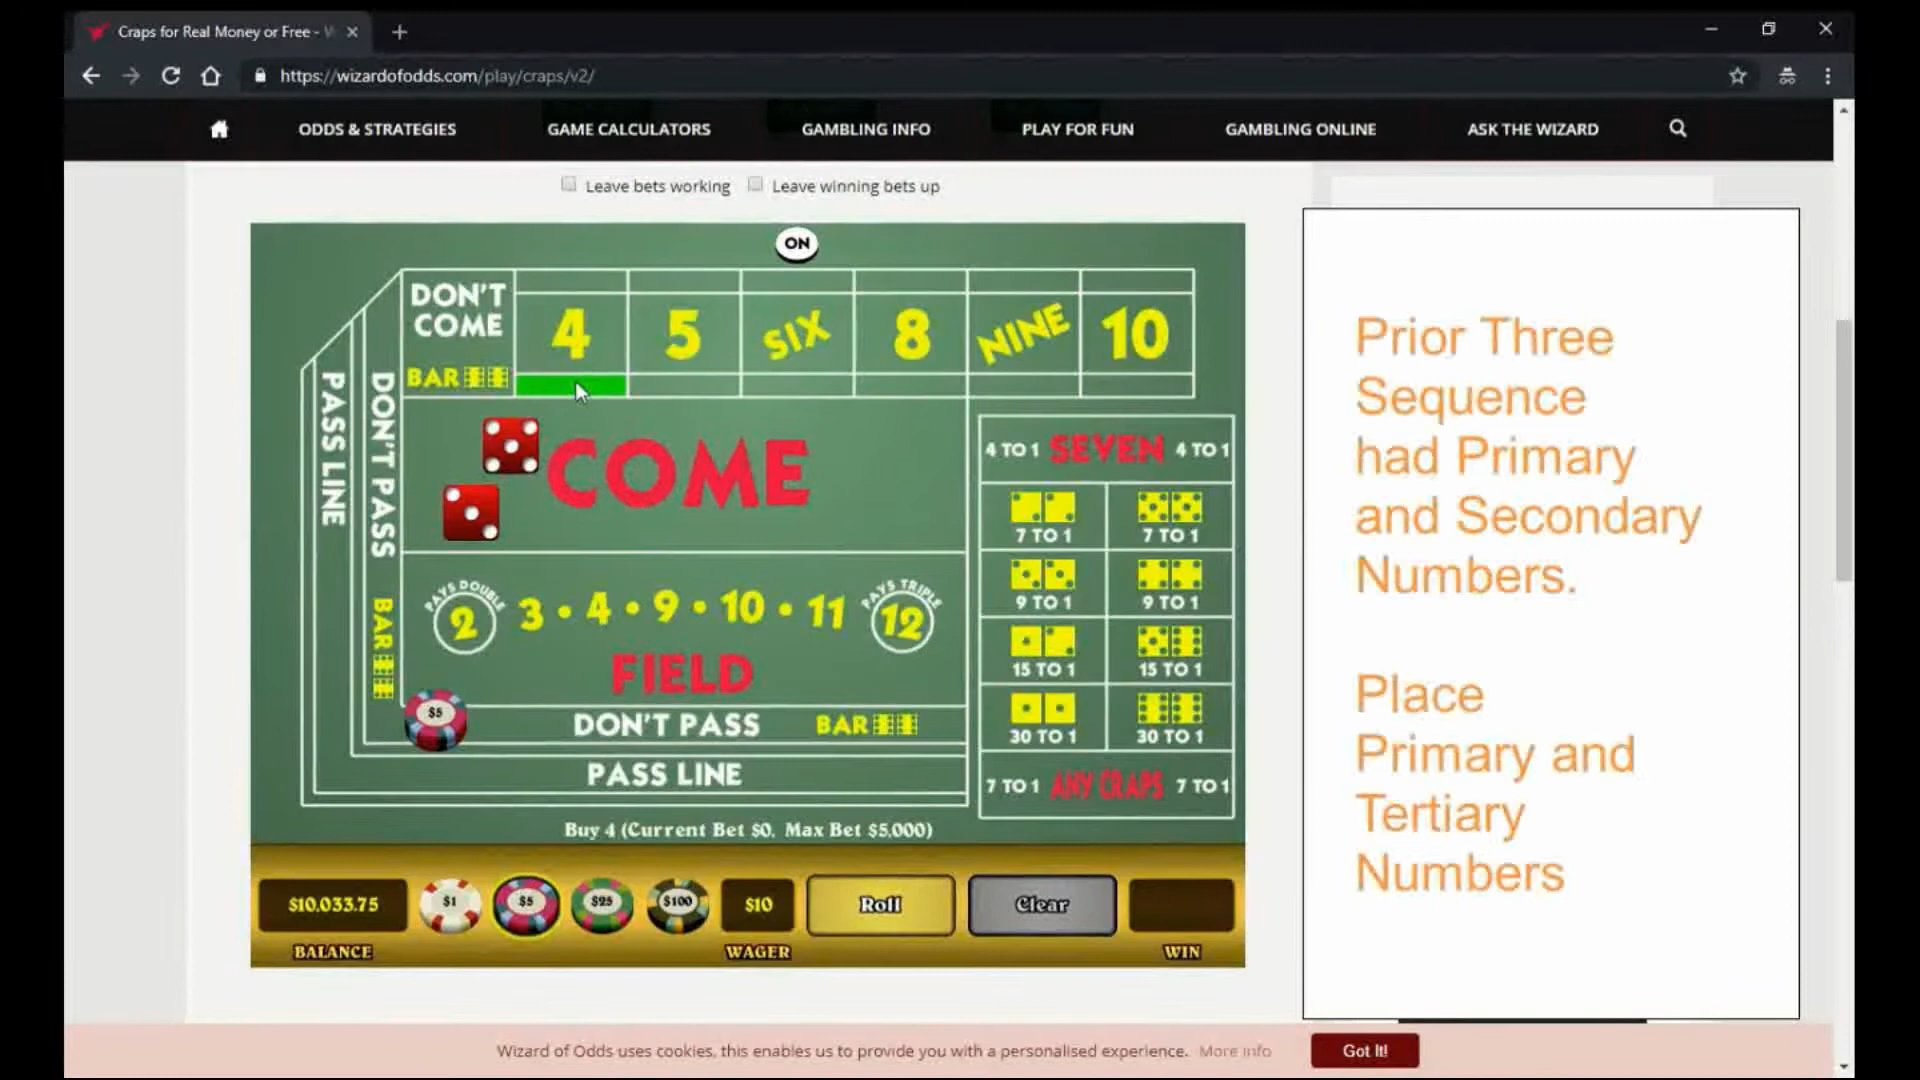 Craps for Real Money or Free - W
https://wizardofodds.com/play/craps/v2/
ODDS & STRATEGIES GAME CALCULATORS GAMBLING INFO PLAY FOR FUN GAMBLING ONLINE ASK THE WIZARD
Leave bets working Leave winning bets up
ON
DON'T
COME
BAR
4 5 SIX 8 NINE 10
PASS LINE
DON'T PASS
BAR
COME
4 TO 1 SEVEN 4 TO 1
7 TO 1 7 TO 1
9 TO 1 9 TO 1
15 TO 1 15 TO 1
30 TO 1 30 TO 1
7 TO 1 ANY CRAPS 7 TO 1
PAYS DOUBLE
2 3 • 4 • 9 • 10 • 11 12
PAYS TRIPLE
FIELD
$5
DON'T PASS BAR
PASS LINE
Buy 4 (Current Bet $0, Max Bet $5,000)
$10,033.75 $1 $5 $25 $100 $10 Roll Clear
BALANCE WAGER WIN
Prior Three
Sequence
had Primary
and Secondary
Numbers.
Place
Primary and
Tertiary
Numbers
Wizard of Odds uses cookies, this enables us to provide you with a personalised experience. More info Got It!